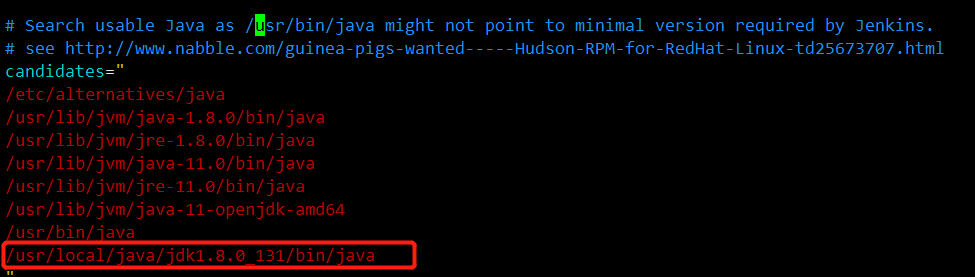 # Search usable Java as /usr/bin/java might not point to minimal version required by Jenkins.
# see http://www.nabble.com/guinea-pigs-wanted-----Hudson-RPM-for-RedHat-Linux-td25673707.html
candidates="
/etc/alternatives/java
/usr/lib/jvm/java-1.8.0/bin/java
/usr/lib/jvm/jre-1.8.0/bin/java
/usr/lib/jvm/java-11.0/bin/java
/usr/lib/jvm/jre-11.0/bin/java
/usr/lib/jvm/java-11-openjdk-amd64
/usr/bin/java
/usr/local/java/jdk1.8.0_131/bin/java
"